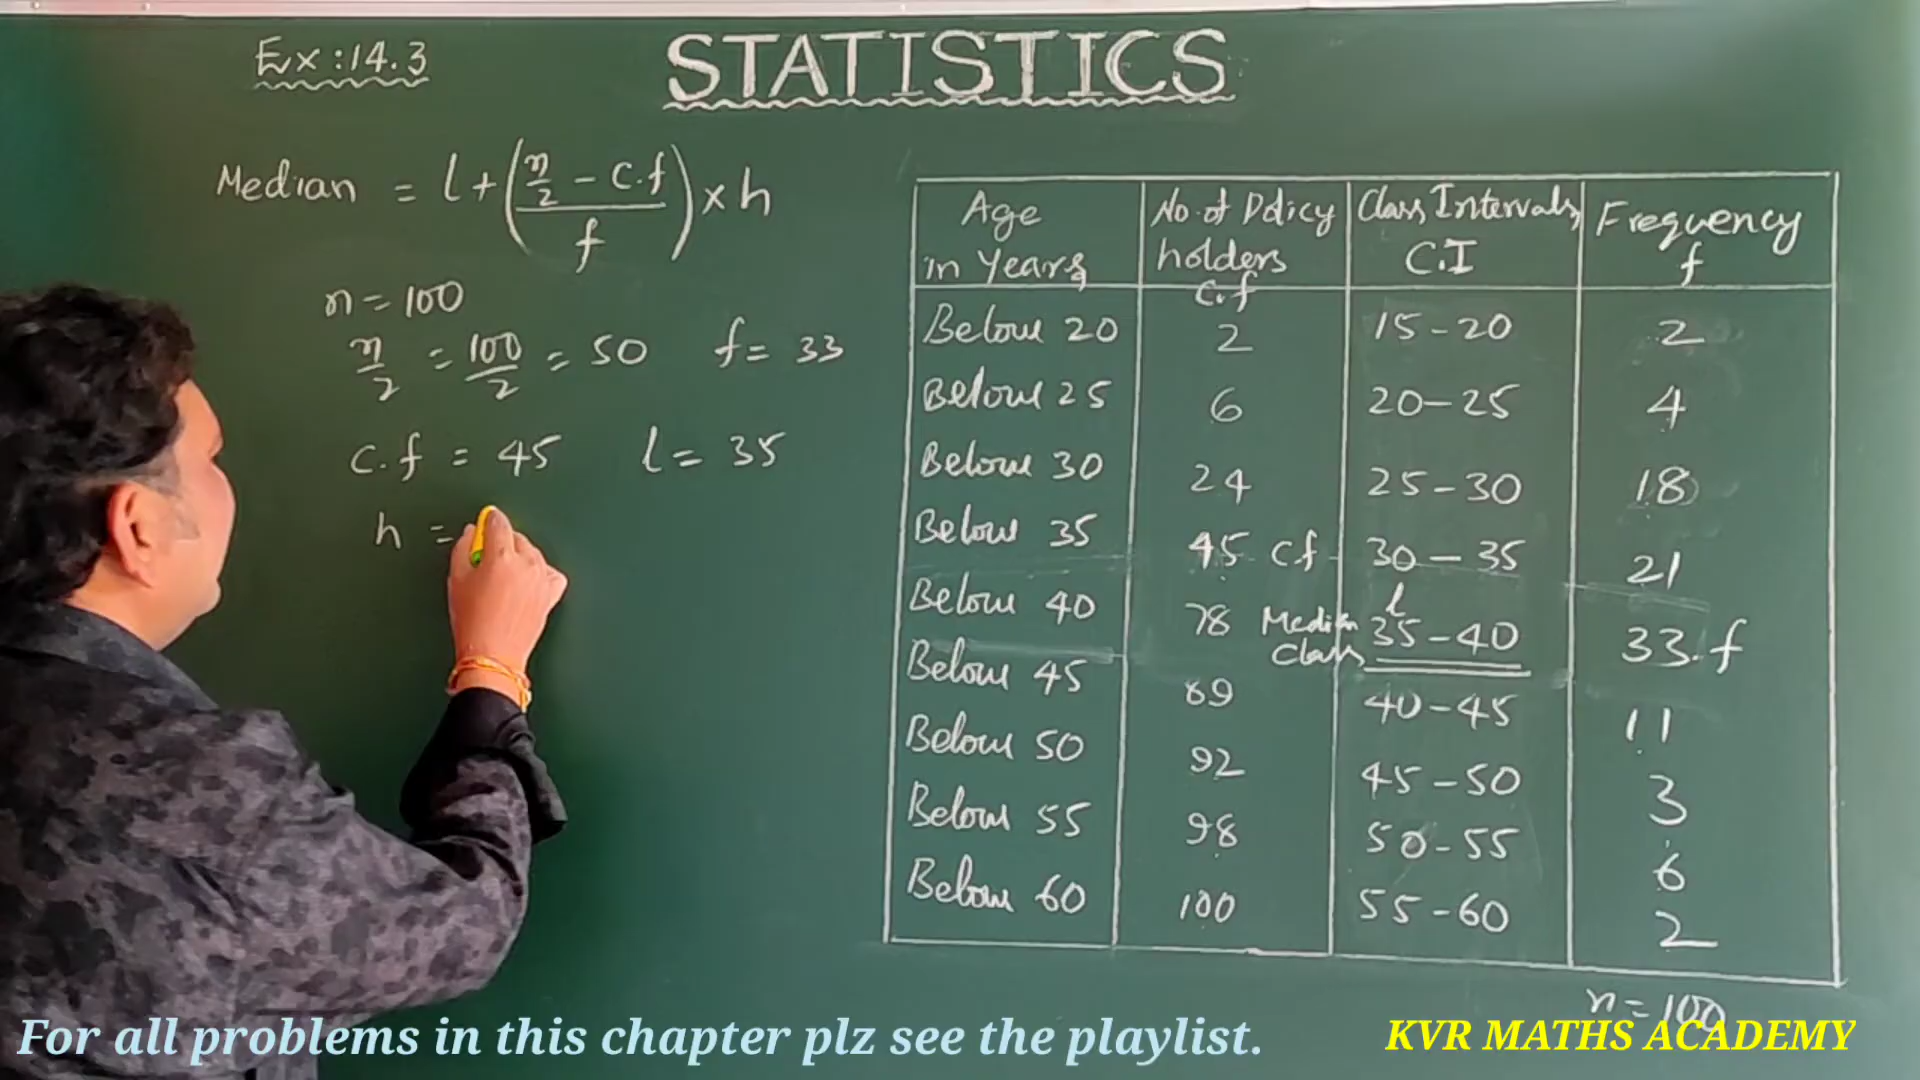 Ex:14.3
STATISTICS
Median = l+(n/2 - c.f / f) × h
n = 100
n/2 = 100/2 = 50 f = 33
c.f = 45 l = 35
h =
Age in Years | No. of Policy holders c.f | Class Intervals C.I | Frequency f
Below 20 | 2 | 15-20 | 2
Below 25 | 6 | 20-25 | 4
Below 30 | 24 | 25-30 | 18
Below 35 | 45 cf | 30-35 | 21
Below 40 | 78 Median Class | l 35-40 | 33.f
Below 45 | 89 | 40-45 | 11
Below 50 | 92 | 45-50 | 3
Below 55 | 98 | 50-55 | 6
Below 60 | 100 | 55-60 | 2
n = 100
For all problems in this chapter plz see the playlist.
KVR MATHS ACADEMY